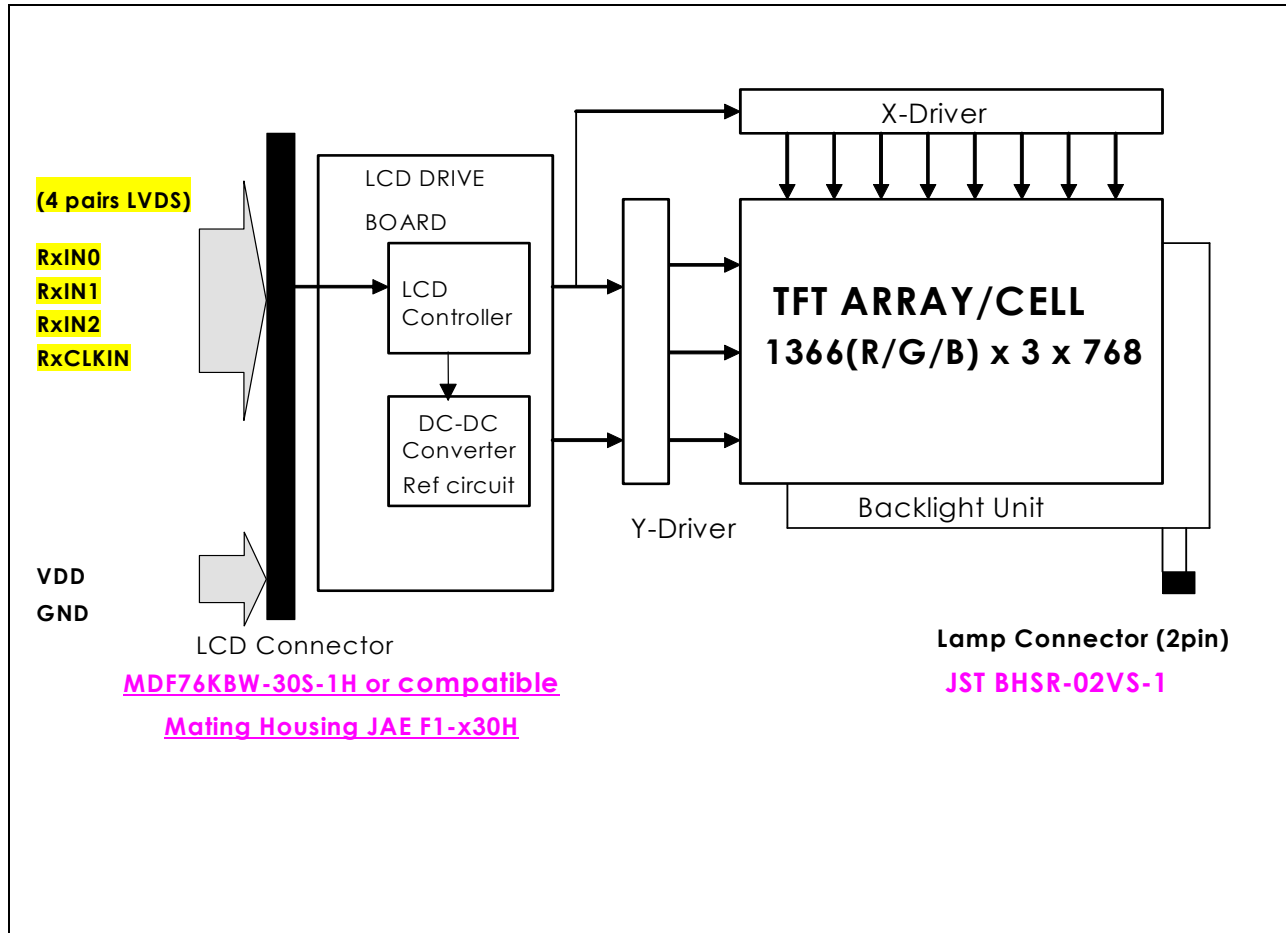 X-Driver
(4 pairs LVDS)
RxIN0
RxIN1
RxIN2
RxCLKIN
LCD DRIVE
BOARD
LCD
Controller
DC-DC
Converter
Ref circuit
TFT ARRAY/CELL
1366(R/G/B) x 3 x 768
Backlight Unit
Y-Driver
VDD
GND
LCD Connector
MDF76KBW-30S-1H or compatible
Mating Housing JAE F1-x30H
Lamp Connector (2pin)
JST BHSR-02VS-1